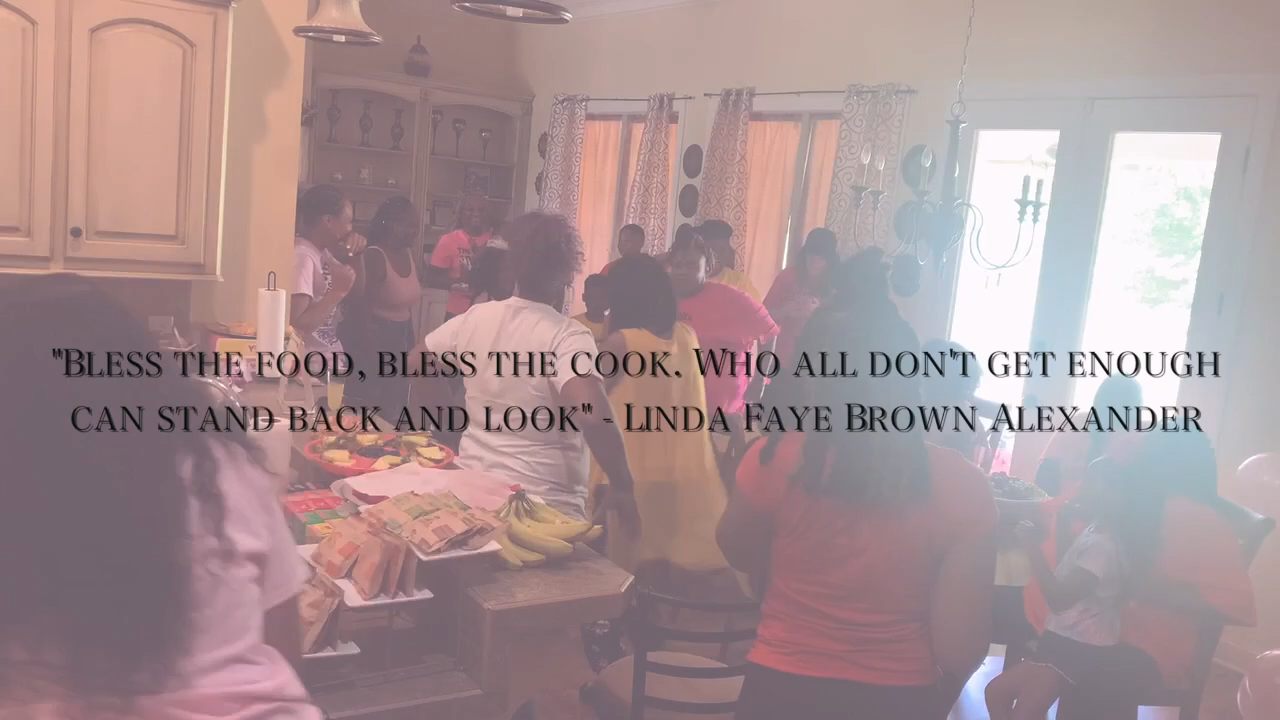 "Bless the food, bless the cook. Who all don't get enough
can stand back and look" - Linda Faye Brown Alexander